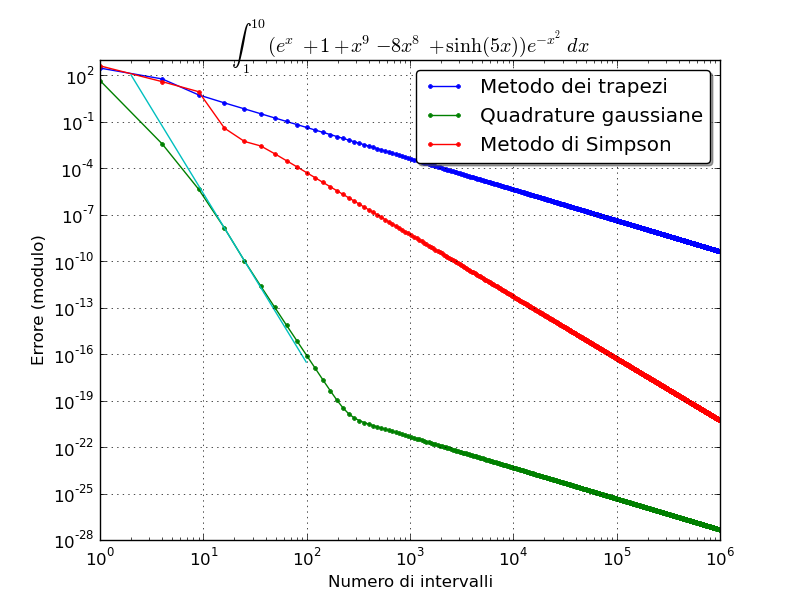 ∫₁¹⁰ (eˣ + 1 + x⁹ − 8x⁸ + sinh(5x))e^{−x²} dx
Metodo dei trapezi
Quadrature gaussiane
Metodo di Simpson
Errore (modulo)
10²
10⁻¹
10⁻⁴
10⁻⁷
10⁻¹⁰
10⁻¹³
10⁻¹⁶
10⁻¹⁹
10⁻²²
10⁻²⁵
10⁻²⁸
10⁰ 10¹ 10² 10³ 10⁴ 10⁵ 10⁶
Numero di intervalli